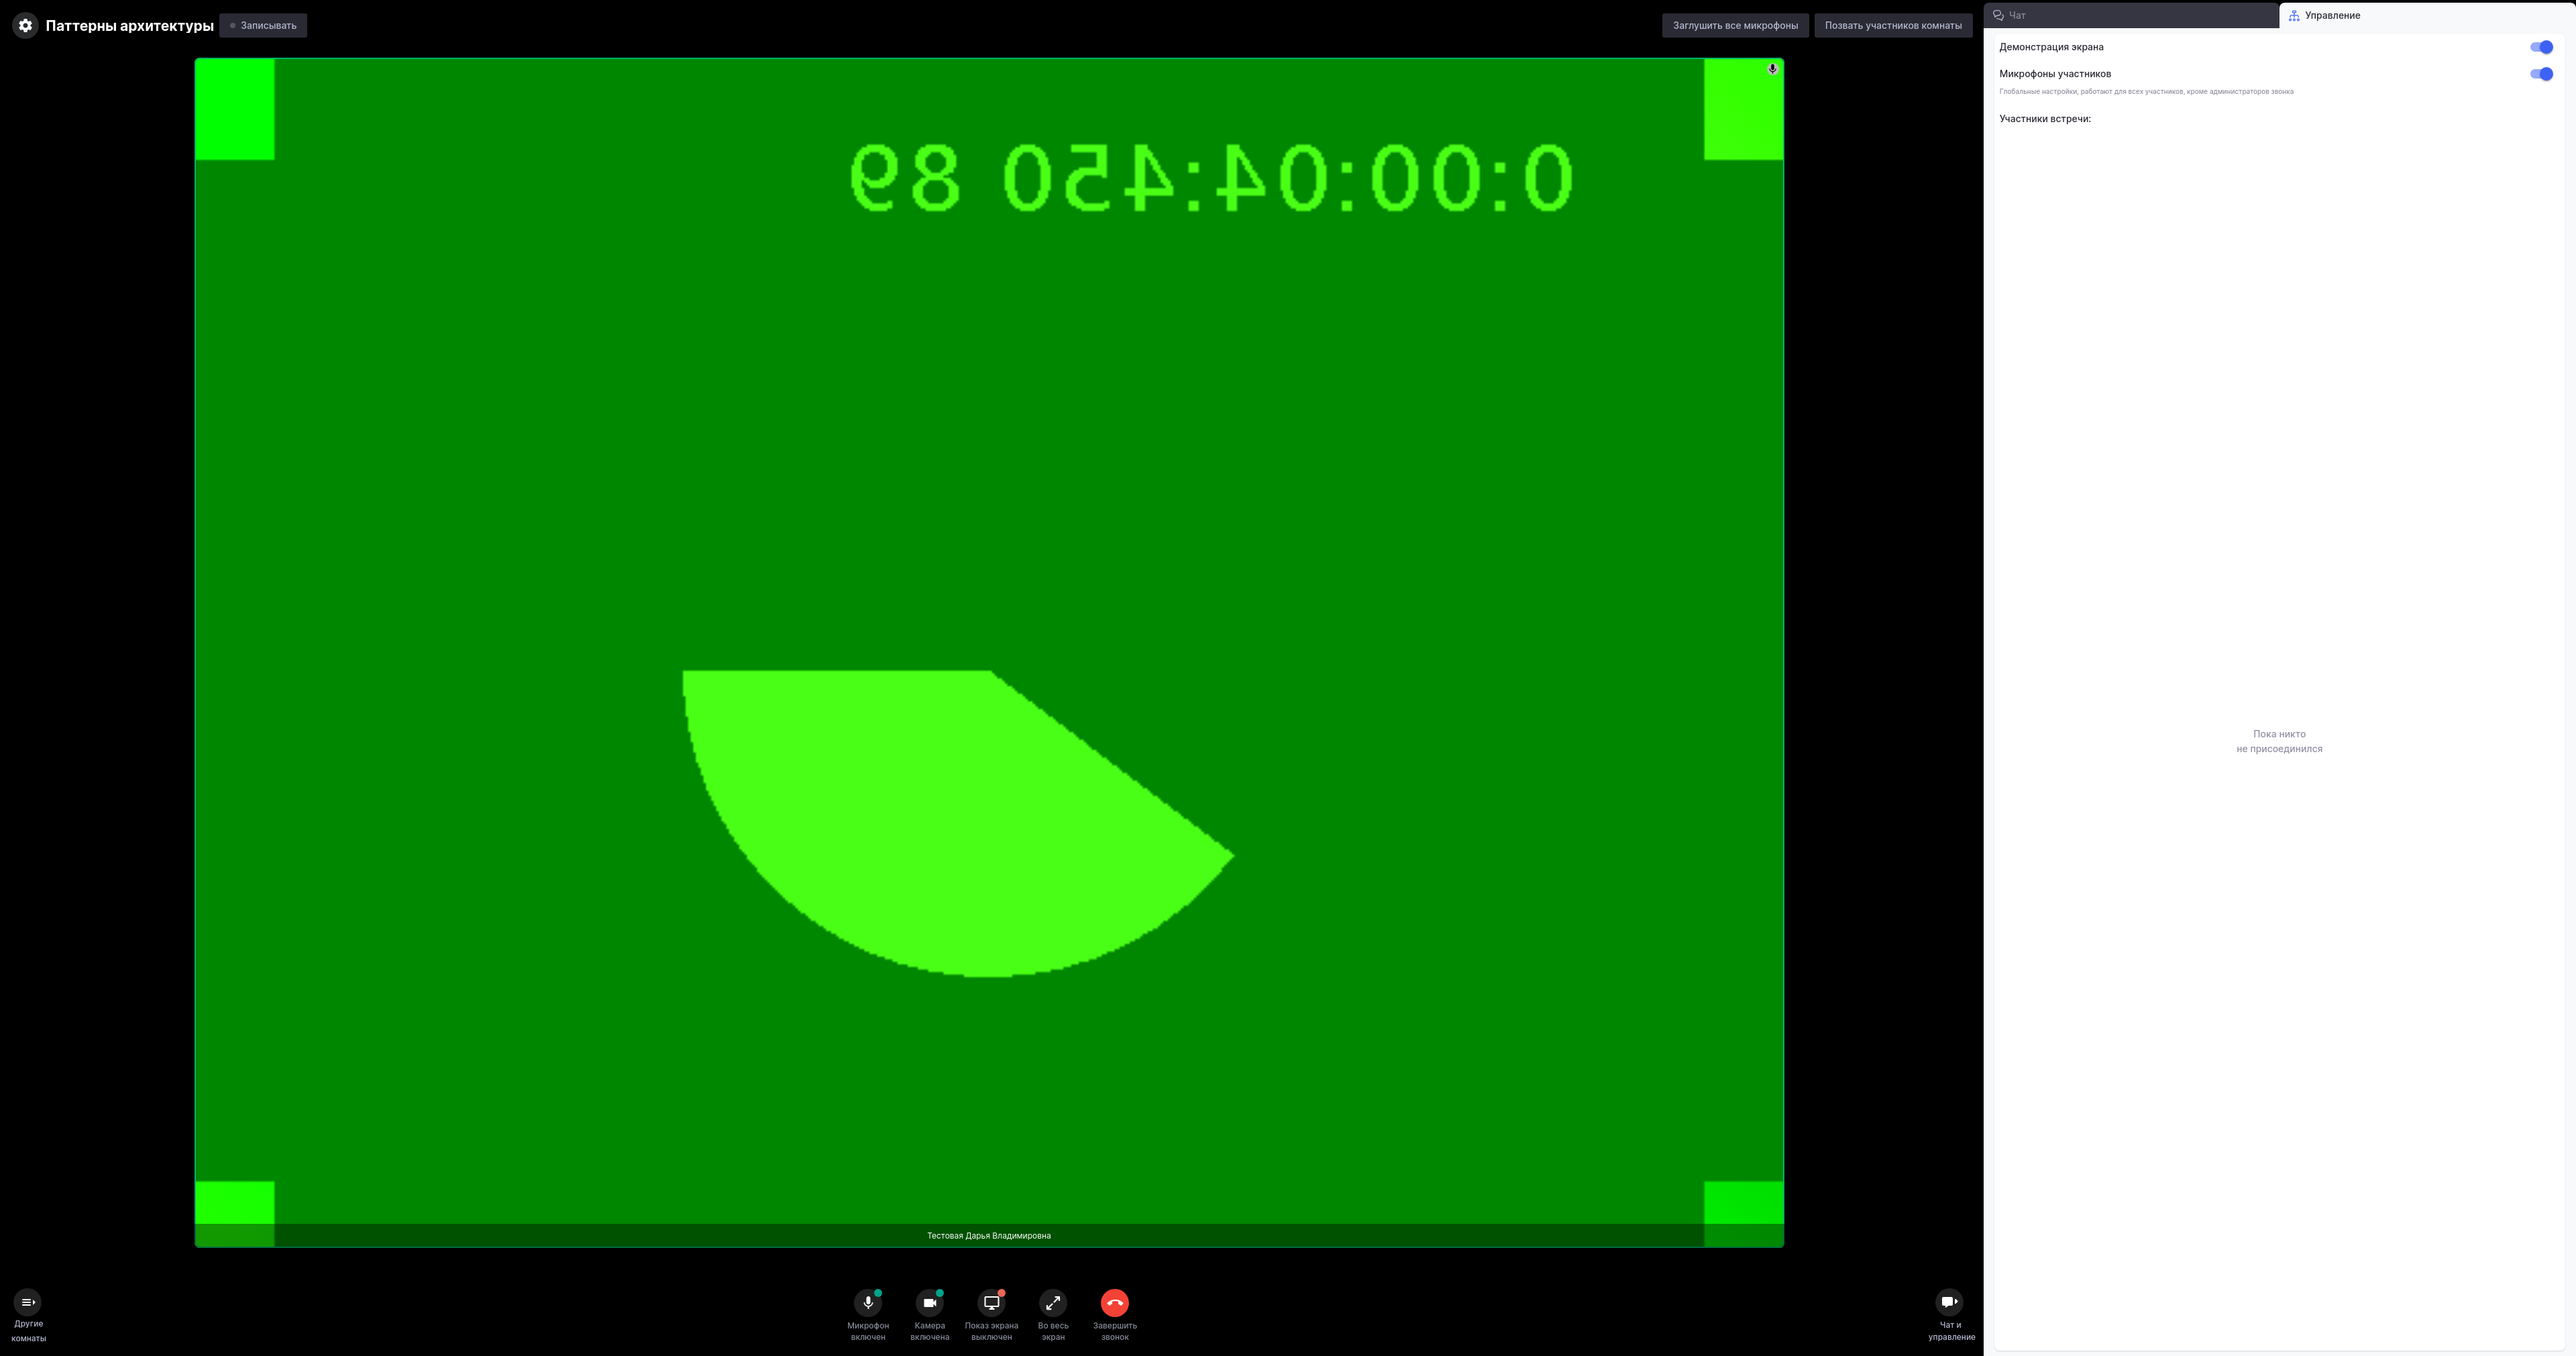 Паттерны архитектуры
Записывать
Заглушить все микрофоны
Позвать участников комнаты
Чат
Управление
Демонстрация экрана
Микрофоны участников
Глобальные настройки, работают для всех участников, кроме администраторов звонка
Участники встречи:
0:00:04:450 89
Пока никто
не присоединился
Тестовая Дарья Владимировна
Другие
комнаты
Микрофон
включен
Камера
включена
Показ экрана
выключен
Во весь
экран
Завершить
звонок
Чат и
управление